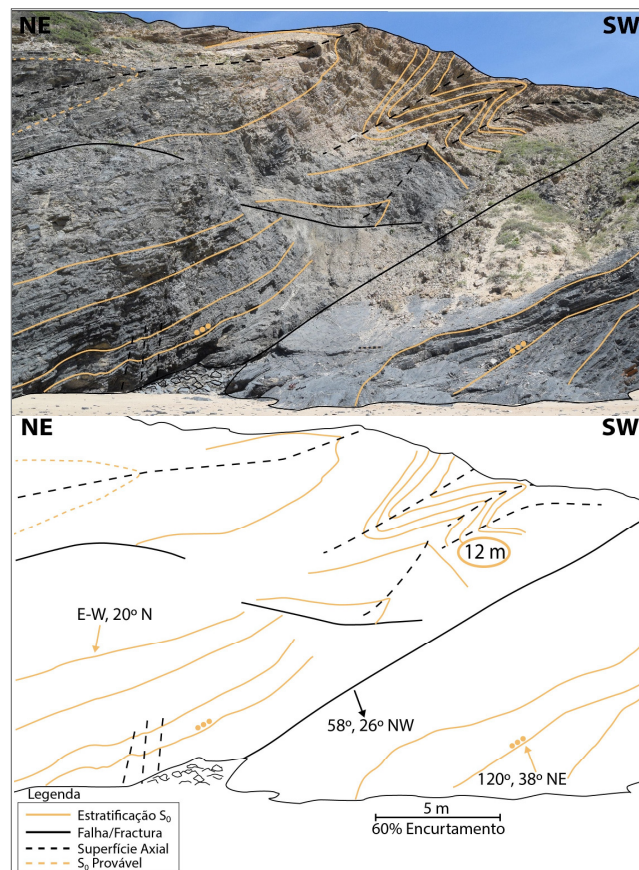 NE
SW
NE
SW
12 m
E-W, 20º N
58º, 26º NW
120º, 38º NE
Legenda
Estratificação S₀
Falha/Fractura
Superfície Axial
S₀ Provável
5 m
60% Encurtamento